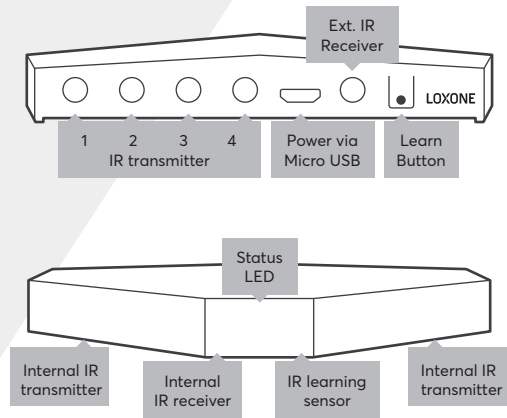 Ext. IR
Receiver
LOXONE
1 2 3 4
IR transmitter
Power via
Micro USB
Learn
Button
Status
LED
Internal IR
transmitter
Internal
IR receiver
IR learning
sensor
Internal IR
transmitter